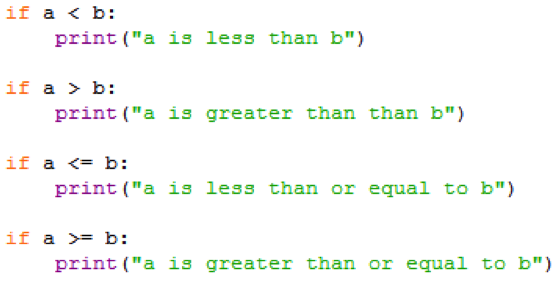 if a < b:
    print("a is less than b")
if a > b:
    print("a is greater than than b")
if a <= b:
    print("a is less than or equal to b")
if a >= b:
    print("a is greater than or equal to b")